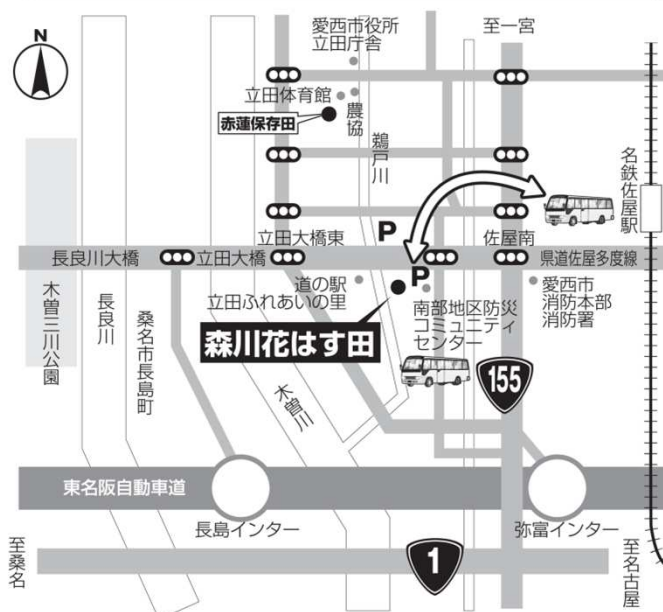 N
愛西市役所
立田庁舎
至一宮
立田体育館
農協
赤蓮保存田
鵜戸川
名鉄佐屋駅
P
立田大橋東
佐屋南
長良川大橋
立田大橋
県道佐屋多度線
P
道の駅
立田ふれあいの里
南部地区防災
コミュニティ
センター
愛西市
消防本部
消防署
森川花はす田
木曽三川公園
長良川
桑名市長島町
木曽川
155
東名阪自動車道
長島インター
弥富インター
至桑名
1
至名古屋